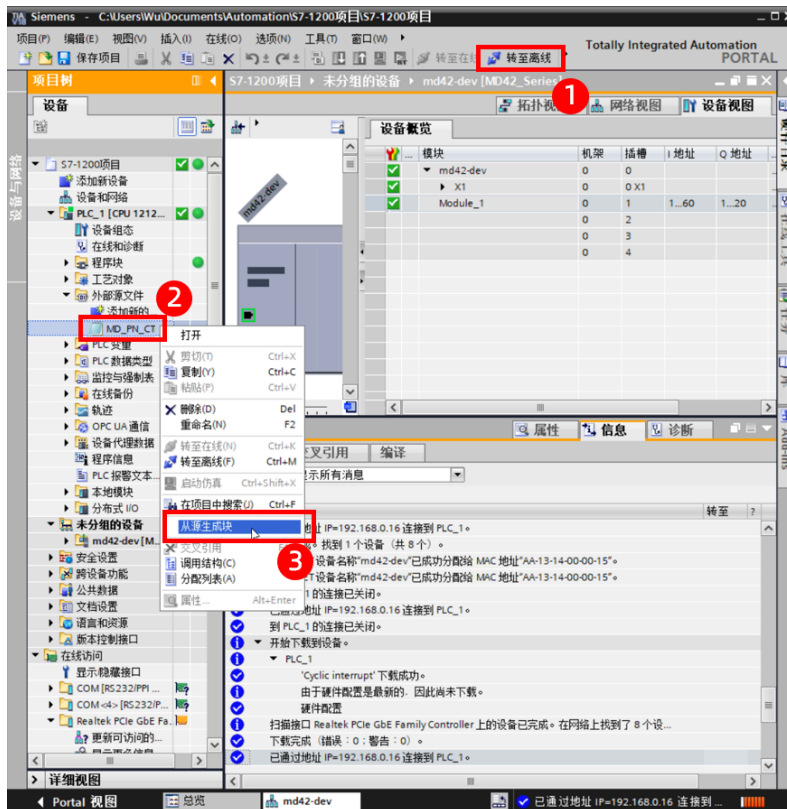 Siemens - C:\Users\Wu\Documents\Automation\S7-1200项目\S7-1200项目
项目(P) 编辑(E) 视图(V) 插入(I) 在线(O) 选项(N) 工具(T) 窗口(W)
Totally Integrated Automation
PORTAL
保存项目
转至在线
转至离线
项目树
S7-1200项目 ▸ 未分组的设备 ▸ md42-dev [MD42_Series]
1
设备
拓扑视
网络视图
设备视图
设备与网络
设备概览
模块 机架 插槽 I 地址 Q 地址
md42-dev 0 0
X1 0 0 X1
Module_1 0 1 1...60 1...20
0 2
0 3
0 4
md42-dev
S7-1200项目
添加新设备
设备和网络
PLC_1 [CPU 1212...
设备组态
在线和诊断
程序块
工艺对象
外部源文件
2
添加新的
MD_PN_CT
PLC 变量
PLC 数据类型
监控与强制表
在线备份
轨迹
OPC UA 通信
设备代理数据
程序信息
PLC 报警文本...
本地模块
分布式 I/O
未分组的设备
md42-dev [M...
安全设置
跨设备功能
公共数据
文档设置
语言和资源
版本控制接口
在线访问
显示/隐藏接口
COM [RS232/PPI ...
COM <4> [RS232/P...
Realtek PCIe GbE Fa...
更新可访问的...
显示更多信息
打开
剪切(T) Ctrl+X
复制(Y) Ctrl+C
粘贴(P) Ctrl+V
删除(D) Del
重命名(N) F2
转至在线(N) Ctrl+K
转至离线(F) Ctrl+M
启动仿真 Ctrl+Shift+X
在项目中搜索(J) Ctrl+F
从源生成块
3
交叉引用
调用结构(C)
分配列表(A)
属性... Alt+Enter
属性
信息
诊断
交叉引用
编译
示所有消息
转至 ?
地址 IP=192.168.0.16 连接到 PLC_1。
找到 1 个设备（共 8 个）。
设备名称“md42-dev”已成功分配给 MAC 地址“AA-13-14-00-00-15”。
ET设备名称“md42-dev”已成功分配给 MAC 地址“AA-13-14-00-00-15”。
1 的连接已关闭。
已通过地址 IP=192.168.0.16 连接到 PLC_1。
到 PLC_1 的连接已关闭。
开始下载到设备。
PLC_1
'Cyclic interrupt' 下载成功。
由于硬件配置是最新的，因此尚未下载。
硬件配置
扫描接口 Realtek PCIe GbE Family Controller 上的设备已完成。在网络上找到了 8 个设...
下载完成（错误：0；警告：0）。
已通过地址 IP=192.168.0.16 连接到 PLC_1。
Add-Ins
详细视图
Portal 视图
总览
md42-dev
已通过地址 IP=192.168.0.16 连接到 ...